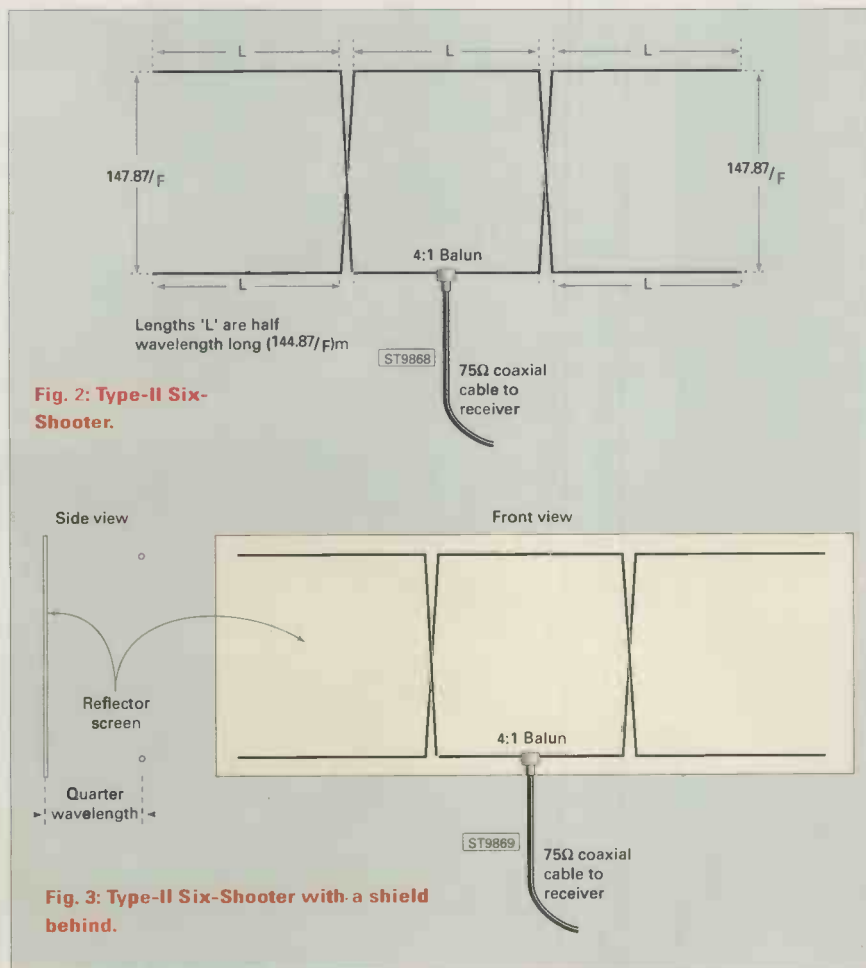 L L L
147.87/F 147.87/F
4:1 Balun
L L
Lengths 'L' are half
wavelength long (144.87/F)m
ST9868
75Ω coaxial
cable to
receiver
Fig. 2: Type-II Six-
Shooter.
Side view Front view
Reflector
screen
4:1 Balun
Quarter
wavelength
ST9869
75Ω coaxial
cable to
receiver
Fig. 3: Type-II Six-Shooter with a shield
behind.